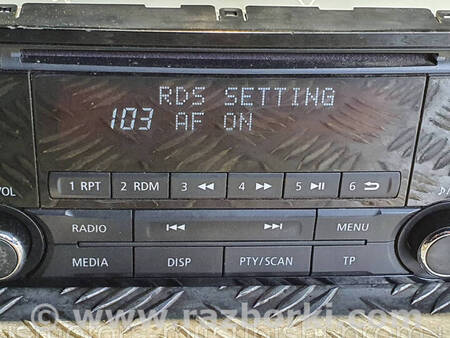 RDS SETTING
103 AF ON
1 RPT 2 RDM 3 4 5 6
VOL
RADIO MENU
MEDIA DISP PTY/SCAN TP
www.razborki.com